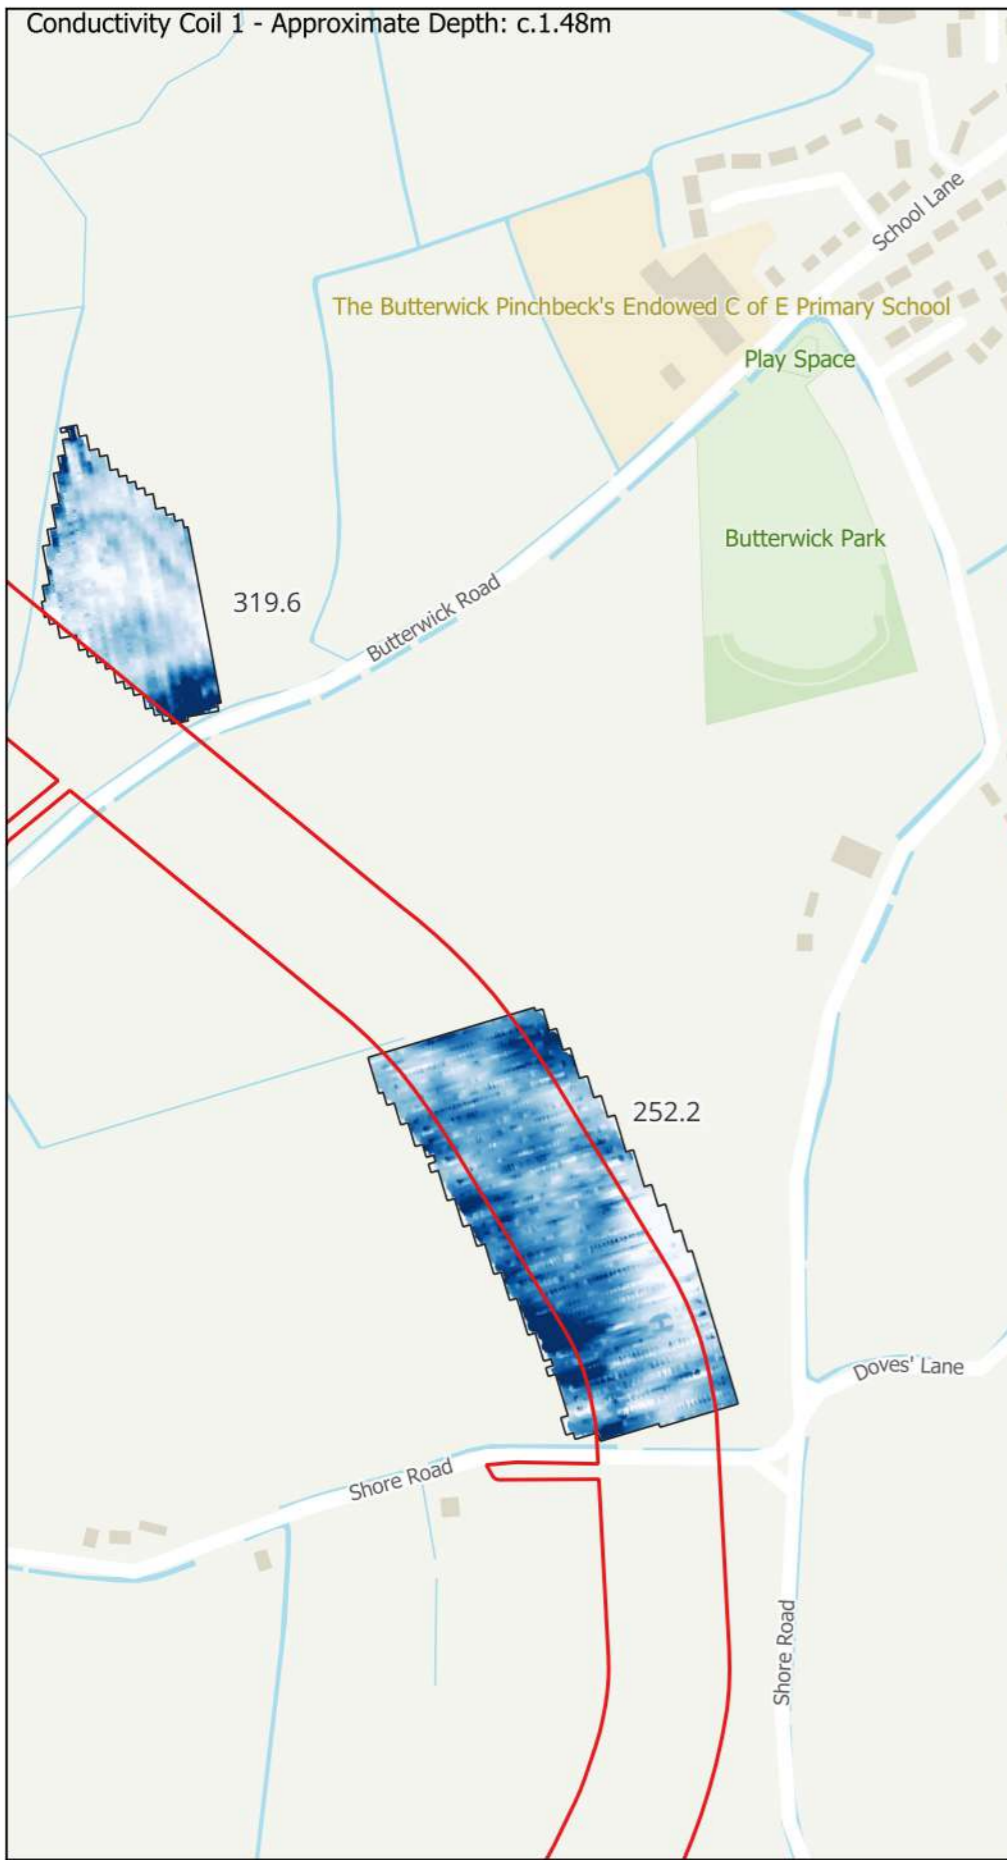 Conductivity Coil 1 - Approximate Depth: c.1.48m
School Lane
The Butterwick Pinchbeck's Endowed C of E Primary School
Play Space
Butterwick Park
319.6
Butterwick Road
252.2
Doves' Lane
Shore Road
Shore Road